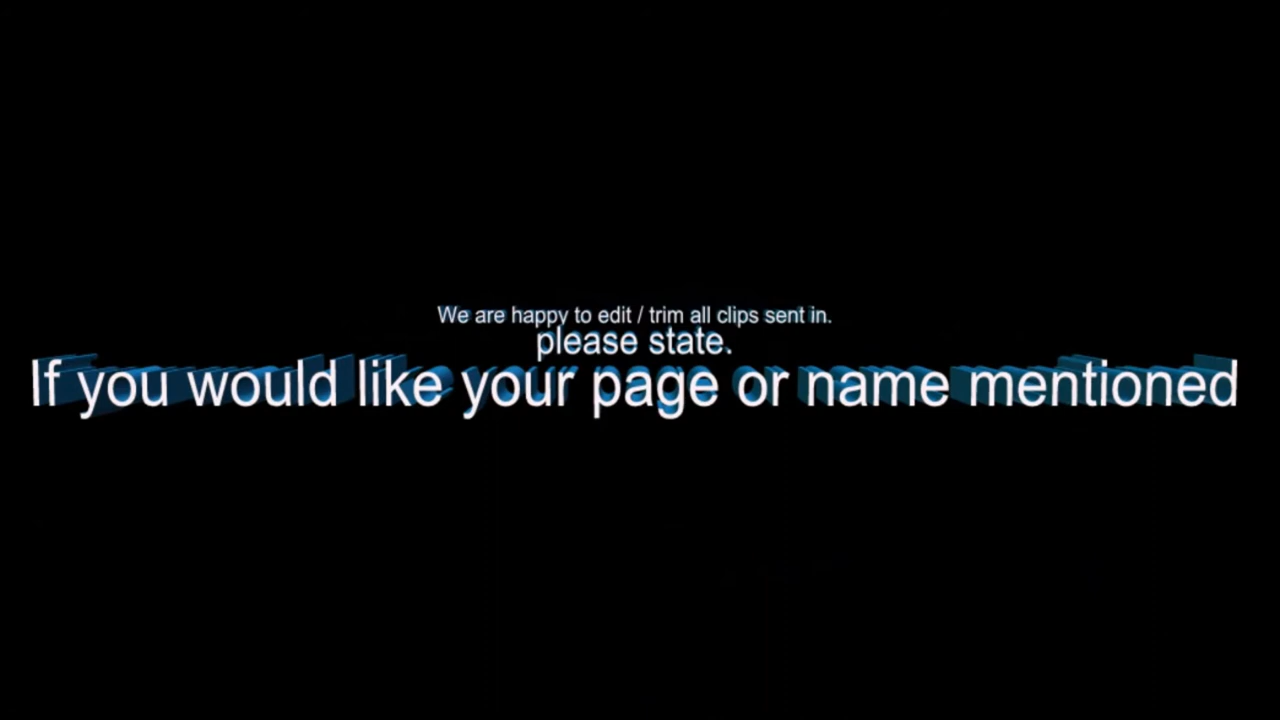 We are happy to edit / trim all clips sent in.
please state.
If you would like your page or name mentioned